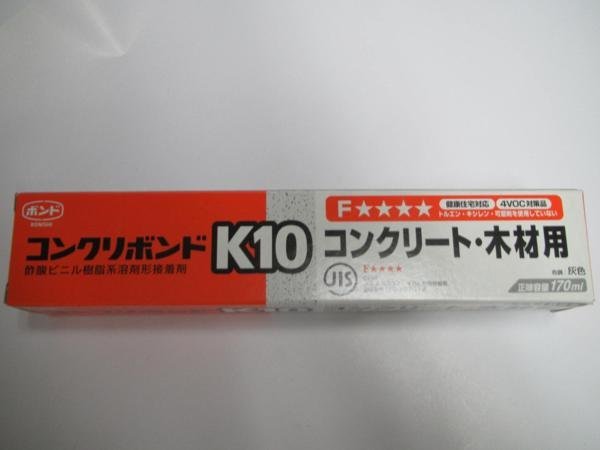 ボンド
KONISHI
コンクリボンド K10
酢酸ビニル樹脂系溶剤形接着剤
F★★★★
健康住宅対応 4VOC対策品
トルエン・キシレン・可塑剤を使用していない
コンクリート・木材用
JIS
F★★★★
色調:灰色
正味容量170ml